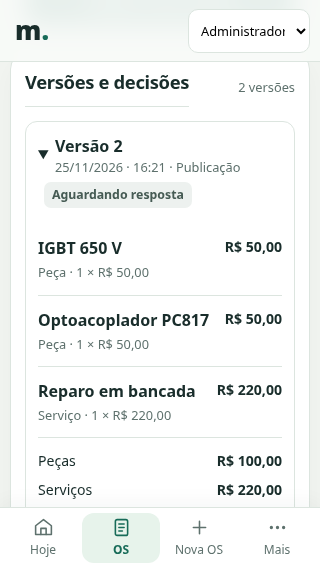 m.
Administrador
Versões e decisões
2 versões
Versão 2
25/11/2026 · 16:21 · Publicação
Aguardando resposta
IGBT 650 V
R$ 50,00
Peça · 1 × R$ 50,00
Optoacoplador PC817
R$ 50,00
Peça · 1 × R$ 50,00
Reparo em bancada
R$ 220,00
Serviço · 1 × R$ 220,00
Peças
R$ 100,00
Serviços
R$ 220,00
Hoje
OS
Nova OS
Mais